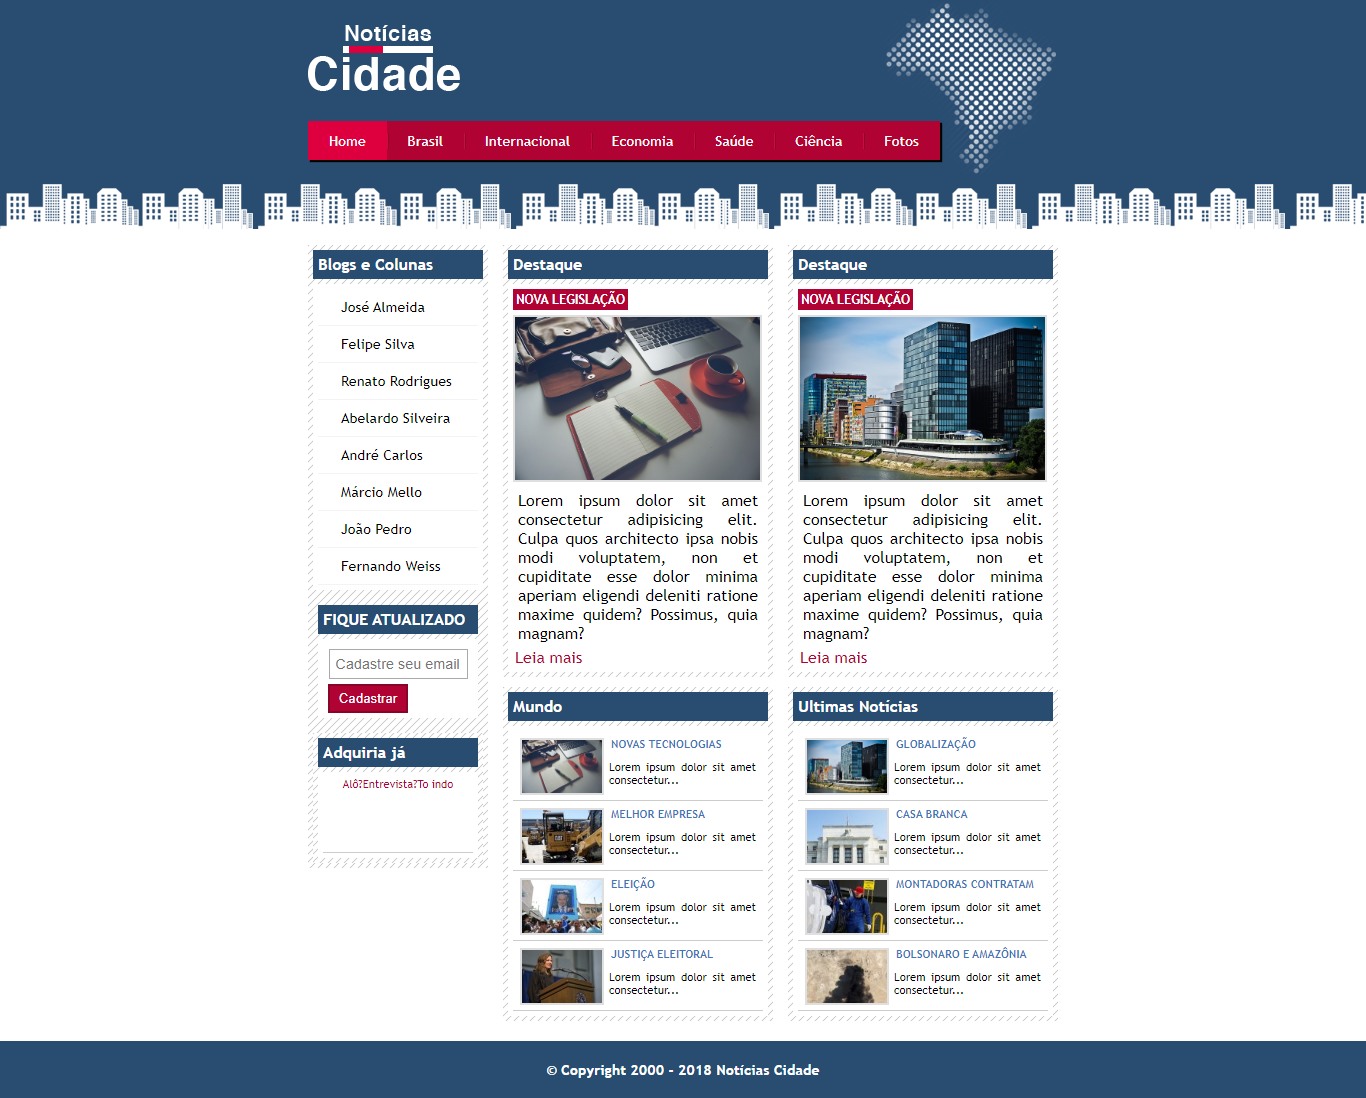 Notícias
Cidade
Home
Brasil
Internacional
Economia
Saúde
Ciência
Fotos
Blogs e Colunas
José Almeida
Felipe Silva
Renato Rodrigues
Abelardo Silveira
André Carlos
Márcio Mello
João Pedro
Fernando Weiss
FIQUE ATUALIZADO
Cadastre seu email
Cadastrar
Adquiria já
Alô?Entrevista?To indo
Destaque
NOVA LEGISLAÇÃO
Lorem ipsum dolor sit amet
consectetur adipisicing elit.
Culpa quos architecto ipsa nobis
modi voluptatem, non et
cupiditate esse dolor minima
aperiam eligendi deleniti ratione
maxime quidem? Possimus, quia
magnam?
Leia mais
Destaque
NOVA LEGISLAÇÃO
Lorem ipsum dolor sit amet
consectetur adipisicing elit.
Culpa quos architecto ipsa nobis
modi voluptatem, non et
cupiditate esse dolor minima
aperiam eligendi deleniti ratione
maxime quidem? Possimus, quia
magnam?
Leia mais
Mundo
NOVAS TECNOLOGIAS
Lorem ipsum dolor sit amet
consectetur...
MELHOR EMPRESA
Lorem ipsum dolor sit amet
consectetur...
ELEIÇÃO
Lorem ipsum dolor sit amet
consectetur...
JUSTIÇA ELEITORAL
Lorem ipsum dolor sit amet
consectetur...
Ultimas Notícias
GLOBALIZAÇÃO
Lorem ipsum dolor sit amet
consectetur...
CASA BRANCA
Lorem ipsum dolor sit amet
consectetur...
MONTADORAS CONTRATAM
Lorem ipsum dolor sit amet
consectetur...
BOLSONARO E AMAZÔNIA
Lorem ipsum dolor sit amet
consectetur...
© Copyright 2000 - 2018 Notícias Cidade